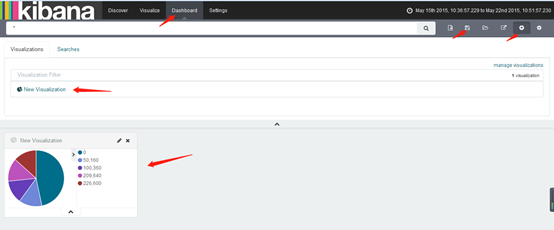 kibana Discover Visualize Dashboard Settings May 15th 2015, 10:36:57.229 to May 22nd 2015, 10:51:57.230
*
Visualizations Searches
manage visualizations
Visualization Filter 1 visualization
New Visualization
New Visualization
0
50,160
100,360
209,640
226,600